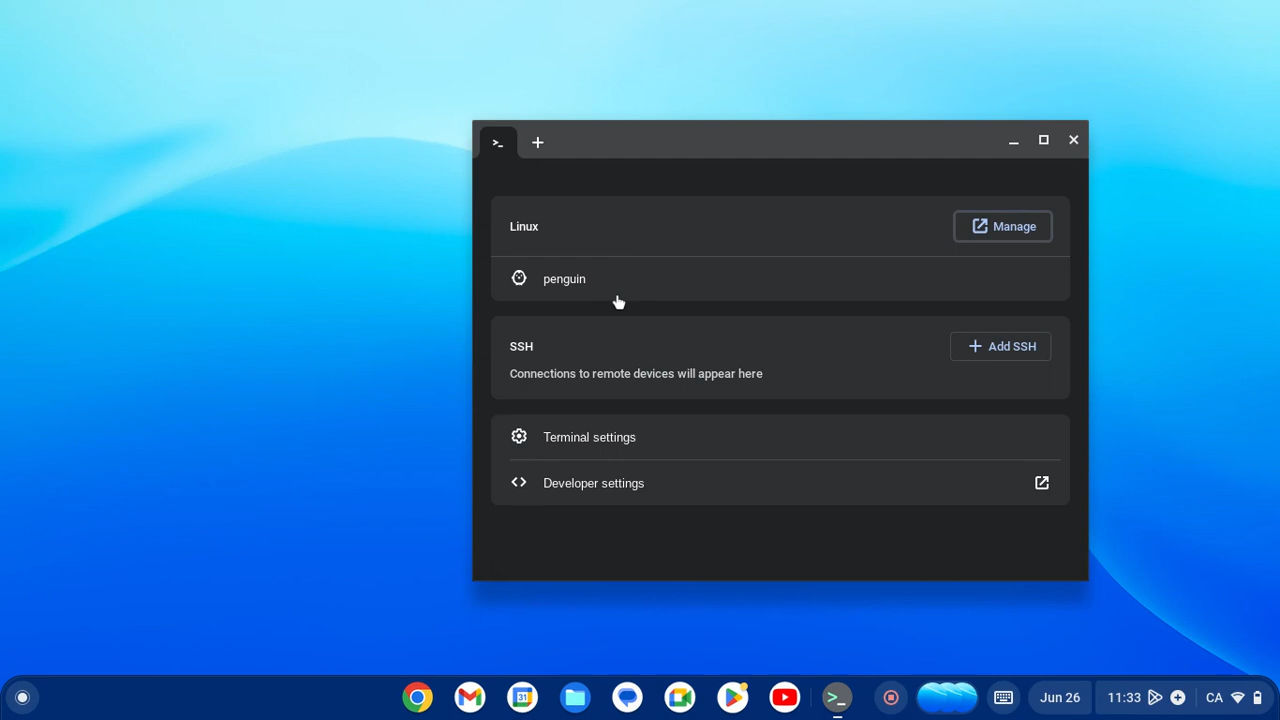 Linux
Manage
penguin
SSH
Add SSH
Connections to remote devices will appear here
Terminal settings
Developer settings
31
Jun 26
11:33
CA